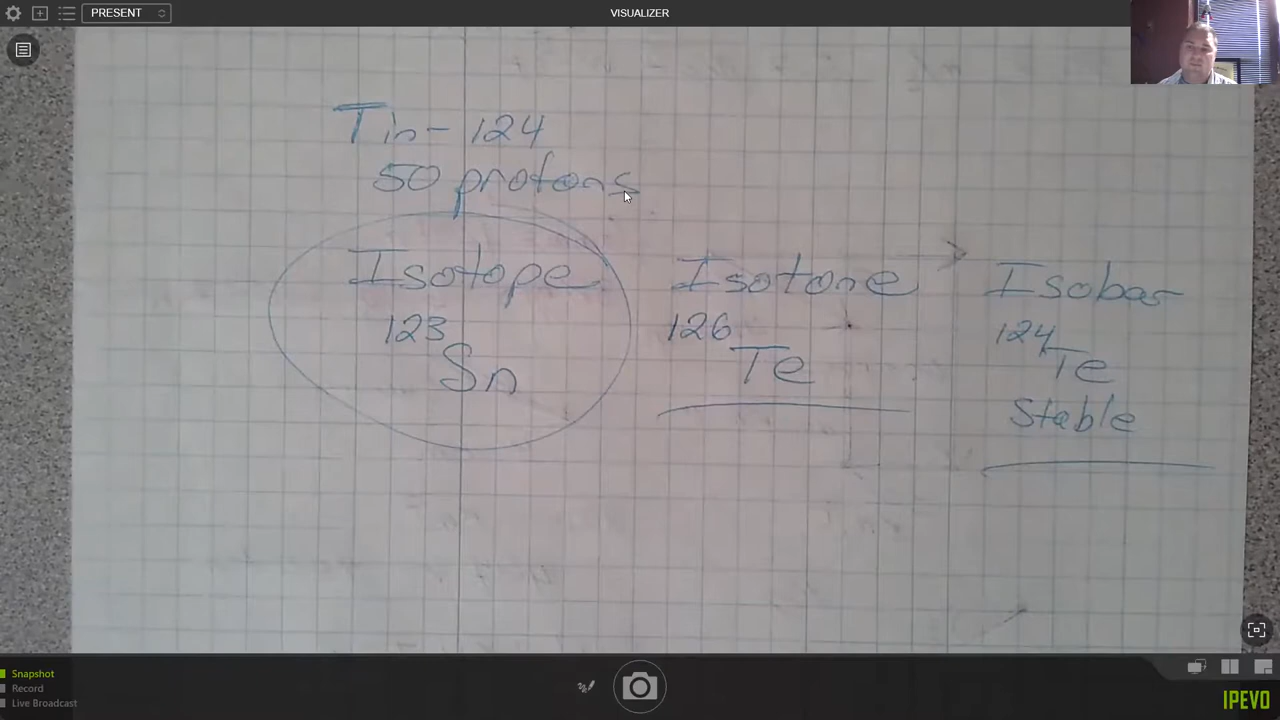 PRESENT
VISUALIZER
Tin- 124
50 protons
Isotope
123
Sn
Isotone
126
Te
Isobar
124
Te
Stable
Snapshot
Record
Live Broadcast
IPEVO